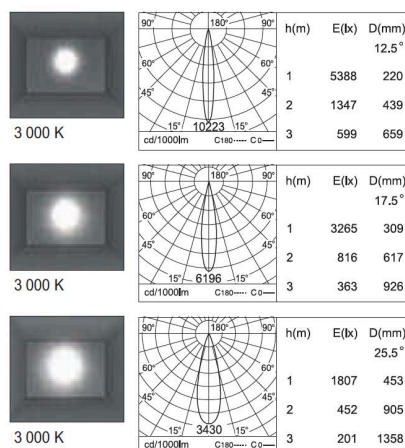 90° 180° 90°
60° 60°
45° 45°
15° 10223 15°
cd/1000lm C180 C0
h(m) E(lx) D(mm)
12.5°
1 5388 220
2 1347 439
3 599 659
3 000 K
90° 180° 90°
60° 60°
45° 45°
15° 6196 15°
cd/1000lm C180 C0
h(m) E(lx) D(mm)
17.5°
1 3265 309
2 816 617
3 363 926
3 000 K
90° 180° 90°
60° 60°
45° 45°
15° 3430 15°
cd/1000lm C180 C0
h(m) E(lx) D(mm)
25.5°
1 1807 453
2 452 905
3 201 1358
3 000 K